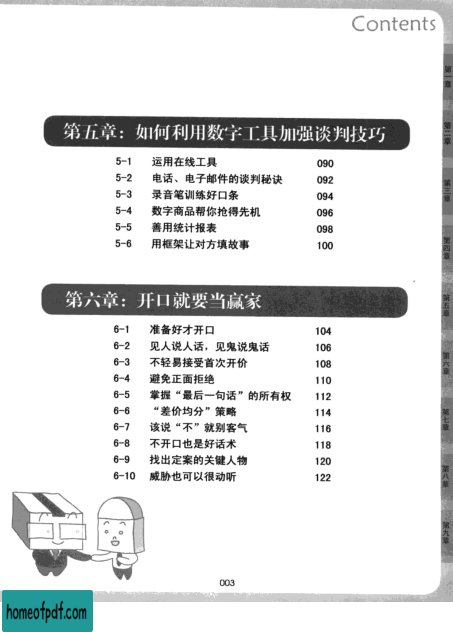 Contents
第五章：如何利用数字工具加强谈判技巧
5-1 运用在线工具 090
5-2 电话、电子邮件的谈判秘诀 092
5-3 录音笔训练好口条 094
5-4 数字商品帮你抢得先机 096
5-5 善用统计报表 098
5-6 用框架让对方填故事 100
第六章：开口就要当赢家
6-1 准备好才开口 104
6-2 见人说人话，见鬼说鬼话 106
6-3 不轻易接受首次开价 108
6-4 避免正面拒绝 110
6-5 掌握“最后一句话”的所有权 112
6-6 “差价均分”策略 114
6-7 该说“不”就别客气 116
6-8 不开口也是好话术 118
6-9 找出定案的关键人物 120
6-10 威胁也可以很动听 122
第一章
第二章
第三章
第四章
第五章
第六章
第七章
第八章
第九章
003
homeofpdf.com